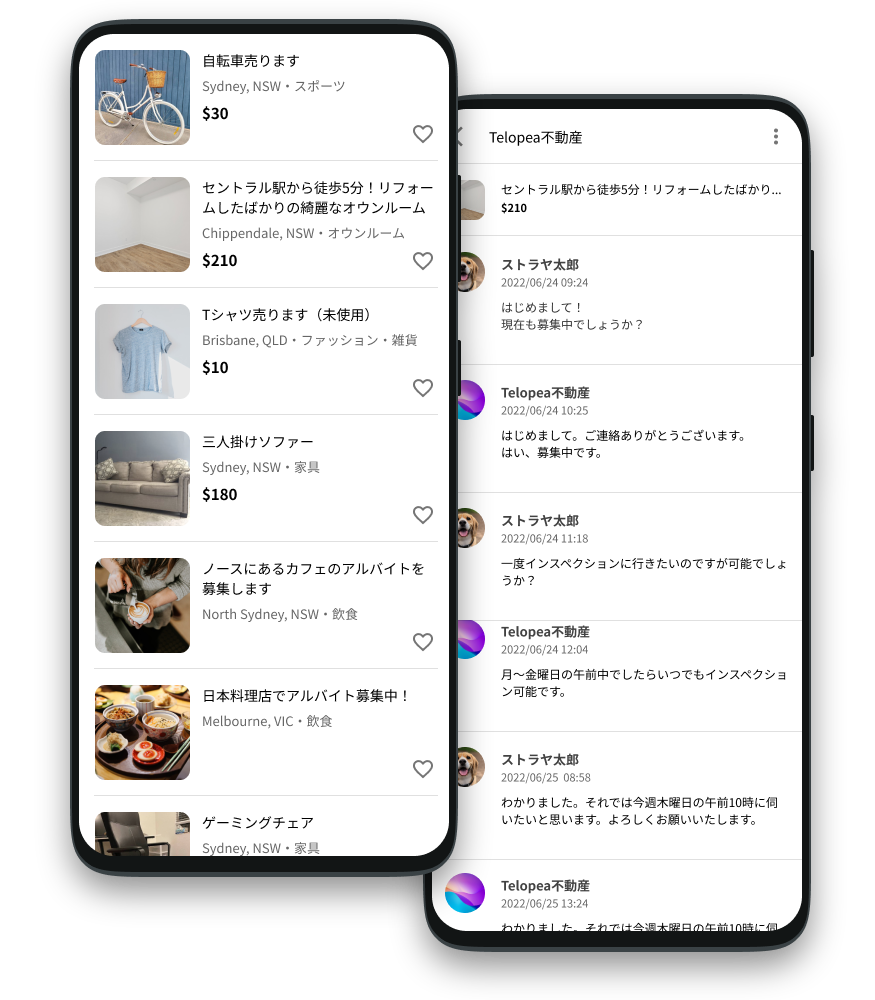 自転車売ります
Sydney, NSW・スポーツ
$30
セントラル駅から徒歩5分！リフォー
ムしたばかりの綺麗なオウンルーム
Chippendale, NSW・オウンルーム
$210
Tシャツ売ります（未使用）
Brisbane, QLD・ファッション・雑貨
$10
三人掛けソファー
Sydney, NSW・家具
$180
ノースにあるカフェのアルバイトを
募集します
North Sydney, NSW・飲食
日本料理店でアルバイト募集中！
Melbourne, VIC・飲食
ゲーミングチェア
Sydney, NSW・家具
Telopea不動産
セントラル駅から徒歩5分！リフォームしたばかり...
$210
ストラヤ太郎
2022/06/24 09:24
はじめまして！
現在も募集中でしょうか？
Telopea不動産
2022/06/24 10:25
はじめまして。ご連絡ありがとうございます。
はい、募集中です。
ストラヤ太郎
2022/06/24 11:18
一度インスペクションに行きたいのですが可能でしょ
うか？
Telopea不動産
2022/06/24 12:04
月〜金曜日の午前中でしたらいつでもインスペクショ
ン可能です。
ストラヤ太郎
2022/06/25 08:58
わかりました。それでは今週木曜日の午前10時に伺
いたいと思います。よろしくお願いいたします。
Telopea不動産
2022/06/25 13:24
わかりました。それでは今週木曜日の午前10時に伺